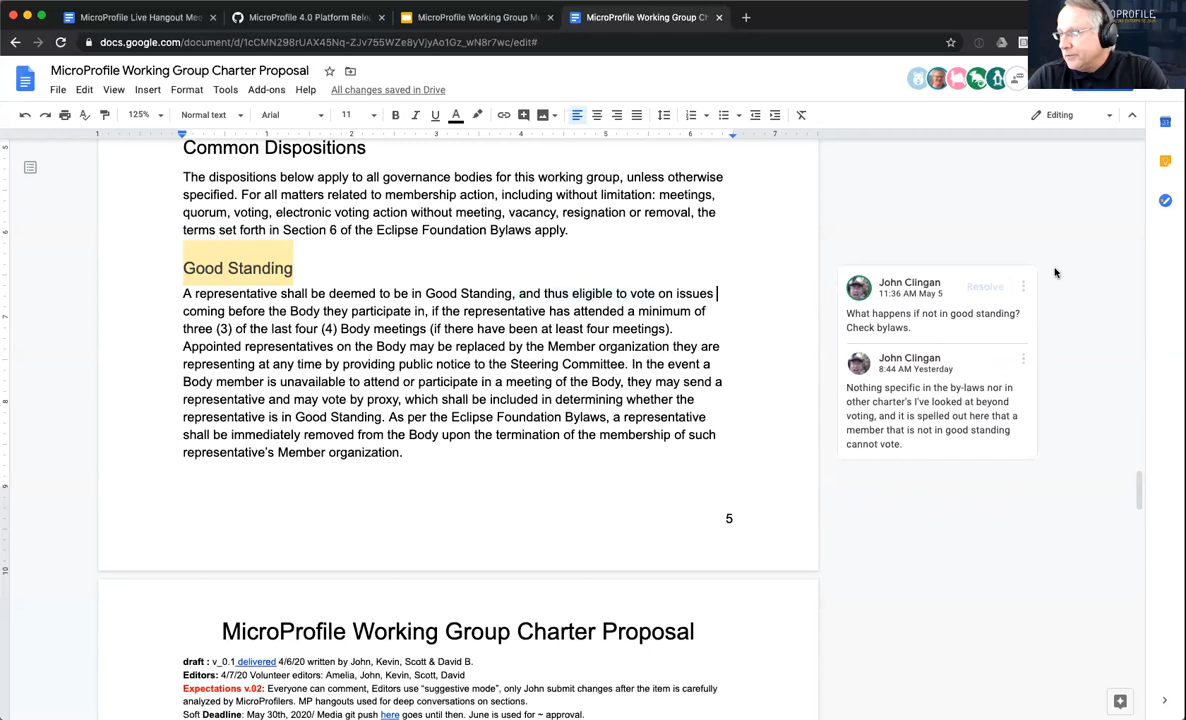 MicroProfile Live Hangout Mee
MicroProfile 4.0 Platform Rele
MicroProfile Working Group Me
MicroProfile Working Group Ch
docs.google.com/document/d/1cCMN298rUAX45Nq-ZJv755WZe8yVjyAo1Gz_wN8r7wc/edit#
OPROFILE
MicroProfile Working Group Charter Proposal
File Edit View Insert Format Tools Add-ons Help All changes saved in Drive
125% Normal text Arial 11 B I U A Editing
1 1 2 3 4 5 6 7
Common Dispositions
The dispositions below apply to all governance bodies for this working group, unless otherwise
specified. For all matters related to membership action, including without limitation: meetings,
quorum, voting, electronic voting action without meeting, vacancy, resignation or removal, the
terms set forth in Section 6 of the Eclipse Foundation Bylaws apply.
Good Standing
A representative shall be deemed to be in Good Standing, and thus eligible to vote on issues
coming before the Body they participate in, if the representative has attended a minimum of
three (3) of the last four (4) Body meetings (if there have been at least four meetings).
Appointed representatives on the Body may be replaced by the Member organization they are
representing at any time by providing public notice to the Steering Committee. In the event a
Body member is unavailable to attend or participate in a meeting of the Body, they may send a
representative and may vote by proxy, which shall be included in determining whether the
representative is in Good Standing. As per the Eclipse Foundation Bylaws, a representative
shall be immediately removed from the Body upon the termination of the membership of such
representative's Member organization.
5
John Clingan
11:36 AM May 5
Resolve
What happens if not in good standing?
Check bylaws.
John Clingan
8:44 AM Yesterday
Nothing specific in the by-laws nor in
other charter's I've looked at beyond
voting, and it is spelled out here that a
member that is not in good standing
cannot vote.
MicroProfile Working Group Charter Proposal
draft : v_0.1 delivered 4/6/20 written by John, Kevin, Scott & David B.
Editors: 4/7/20 Volunteer editors: Amelia, John, Kevin, Scott, David
Expectations v.02: Everyone can comment, Editors use “suggestive mode”, only John submit changes after the item is carefully
analyzed by MicroProfilers. MP hangouts used for deep conversations on sections.
Soft Deadline: May 30th, 2020/ Media git push here goes until then. June is used for ~ approval.